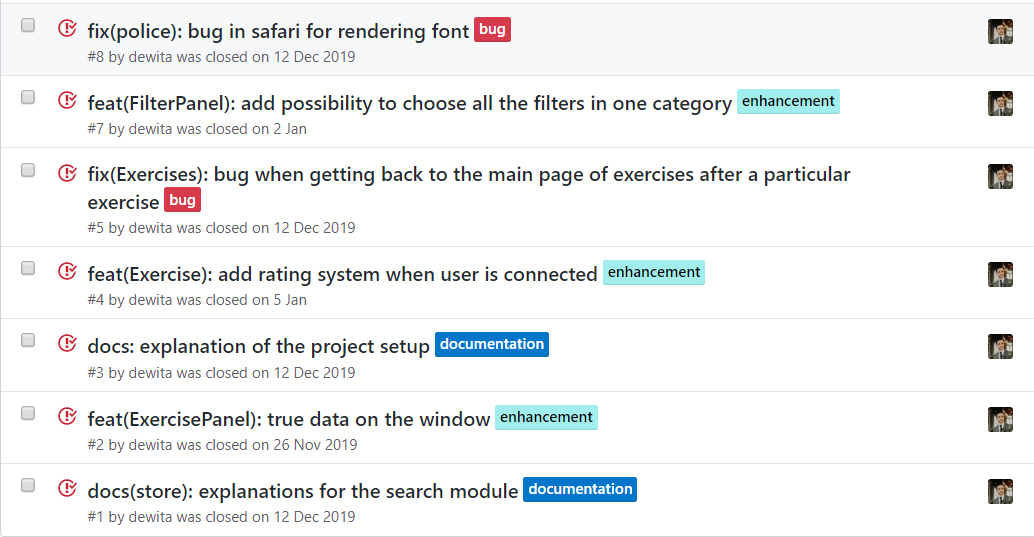 fix(police): bug in safari for rendering font bug
#8 by dewita was closed on 12 Dec 2019
feat(FilterPanel): add possibility to choose all the filters in one category enhancement
#7 by dewita was closed on 2 Jan
fix(Exercises): bug when getting back to the main page of exercises after a particular
exercise bug
#5 by dewita was closed on 12 Dec 2019
feat(Exercise): add rating system when user is connected enhancement
#4 by dewita was closed on 5 Jan
docs: explanation of the project setup documentation
#3 by dewita was closed on 12 Dec 2019
feat(ExercisePanel): true data on the window enhancement
#2 by dewita was closed on 26 Nov 2019
docs(store): explanations for the search module documentation
#1 by dewita was closed on 12 Dec 2019